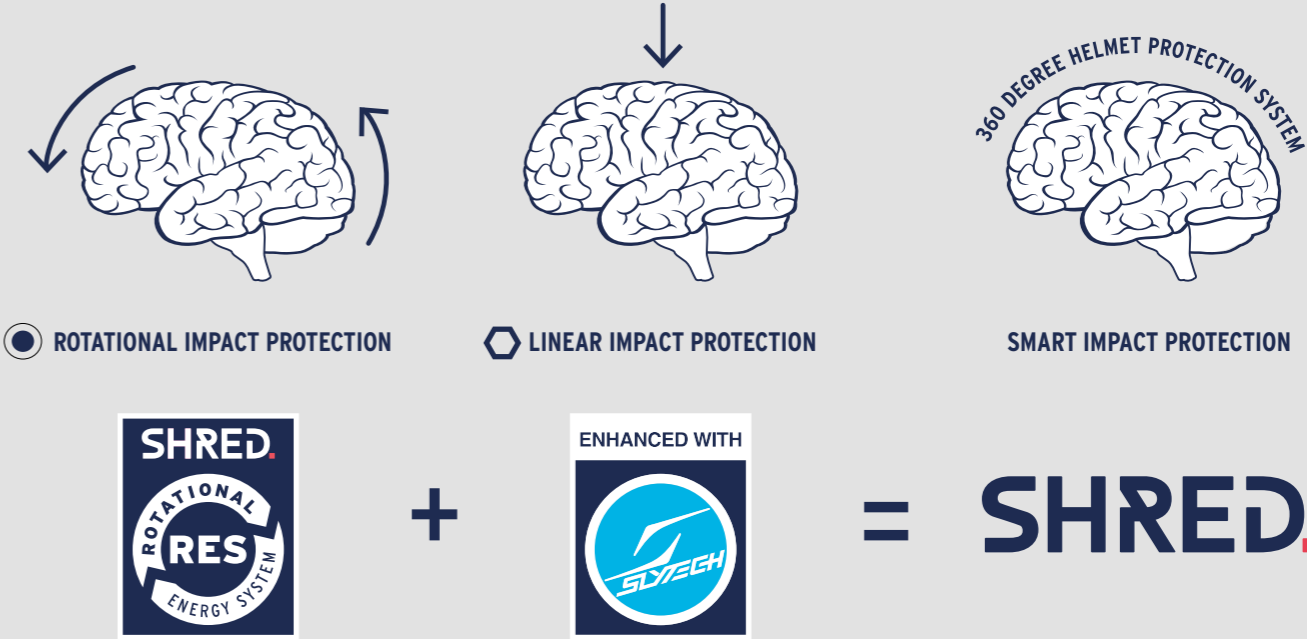 360 DEGREE HELMET PROTECTION SYSTEM
ROTATIONAL IMPACT PROTECTION
LINEAR IMPACT PROTECTION
SMART IMPACT PROTECTION
SHRED.
ROTATIONAL
RES
ENERGY SYSTEM
+
ENHANCED WITH
SLYTECH
=
SHRED.